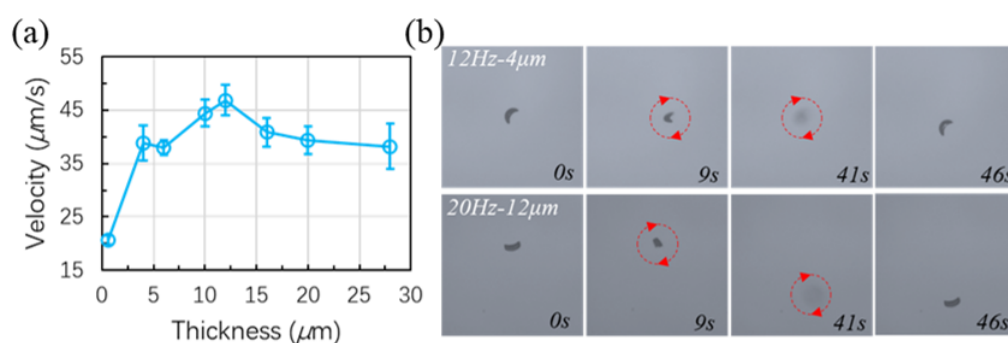 (a)
55
45
35
25
15
Velocity (μm/s)
0 5 10 15 20 25 30
Thickness (μm)
(b)
12Hz-4μm
0s 9s 41s 46s
20Hz-12μm
0s 9s 41s 46s